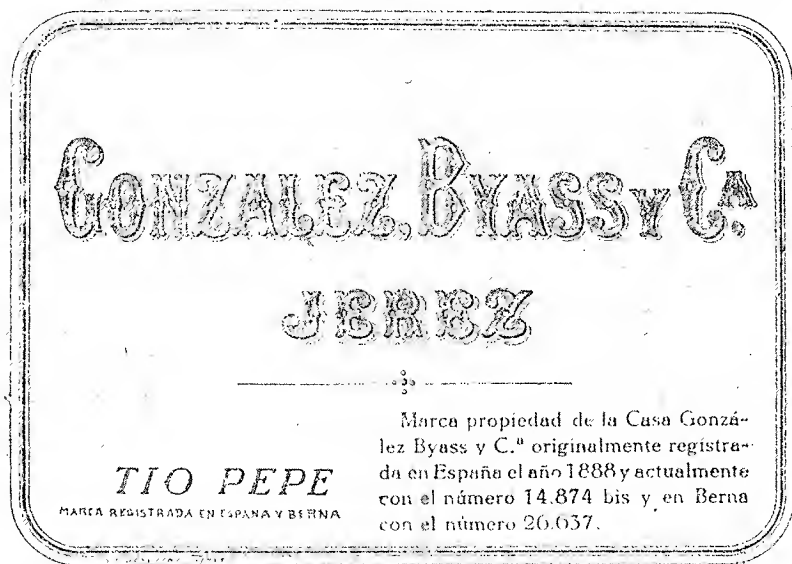 GONZALEZ, BYASS Y C.ª
JEREZ
TIO PEPE
MARCA REGISTRADA EN ESPAÑA Y BERNA
Marca propiedad de la Casa Gonzá-
lez Byass y C.ª originalmente registra-
da en España el año 1888 y actualmente
con el número 14.874 bis y en Berna
con el número 20.637.